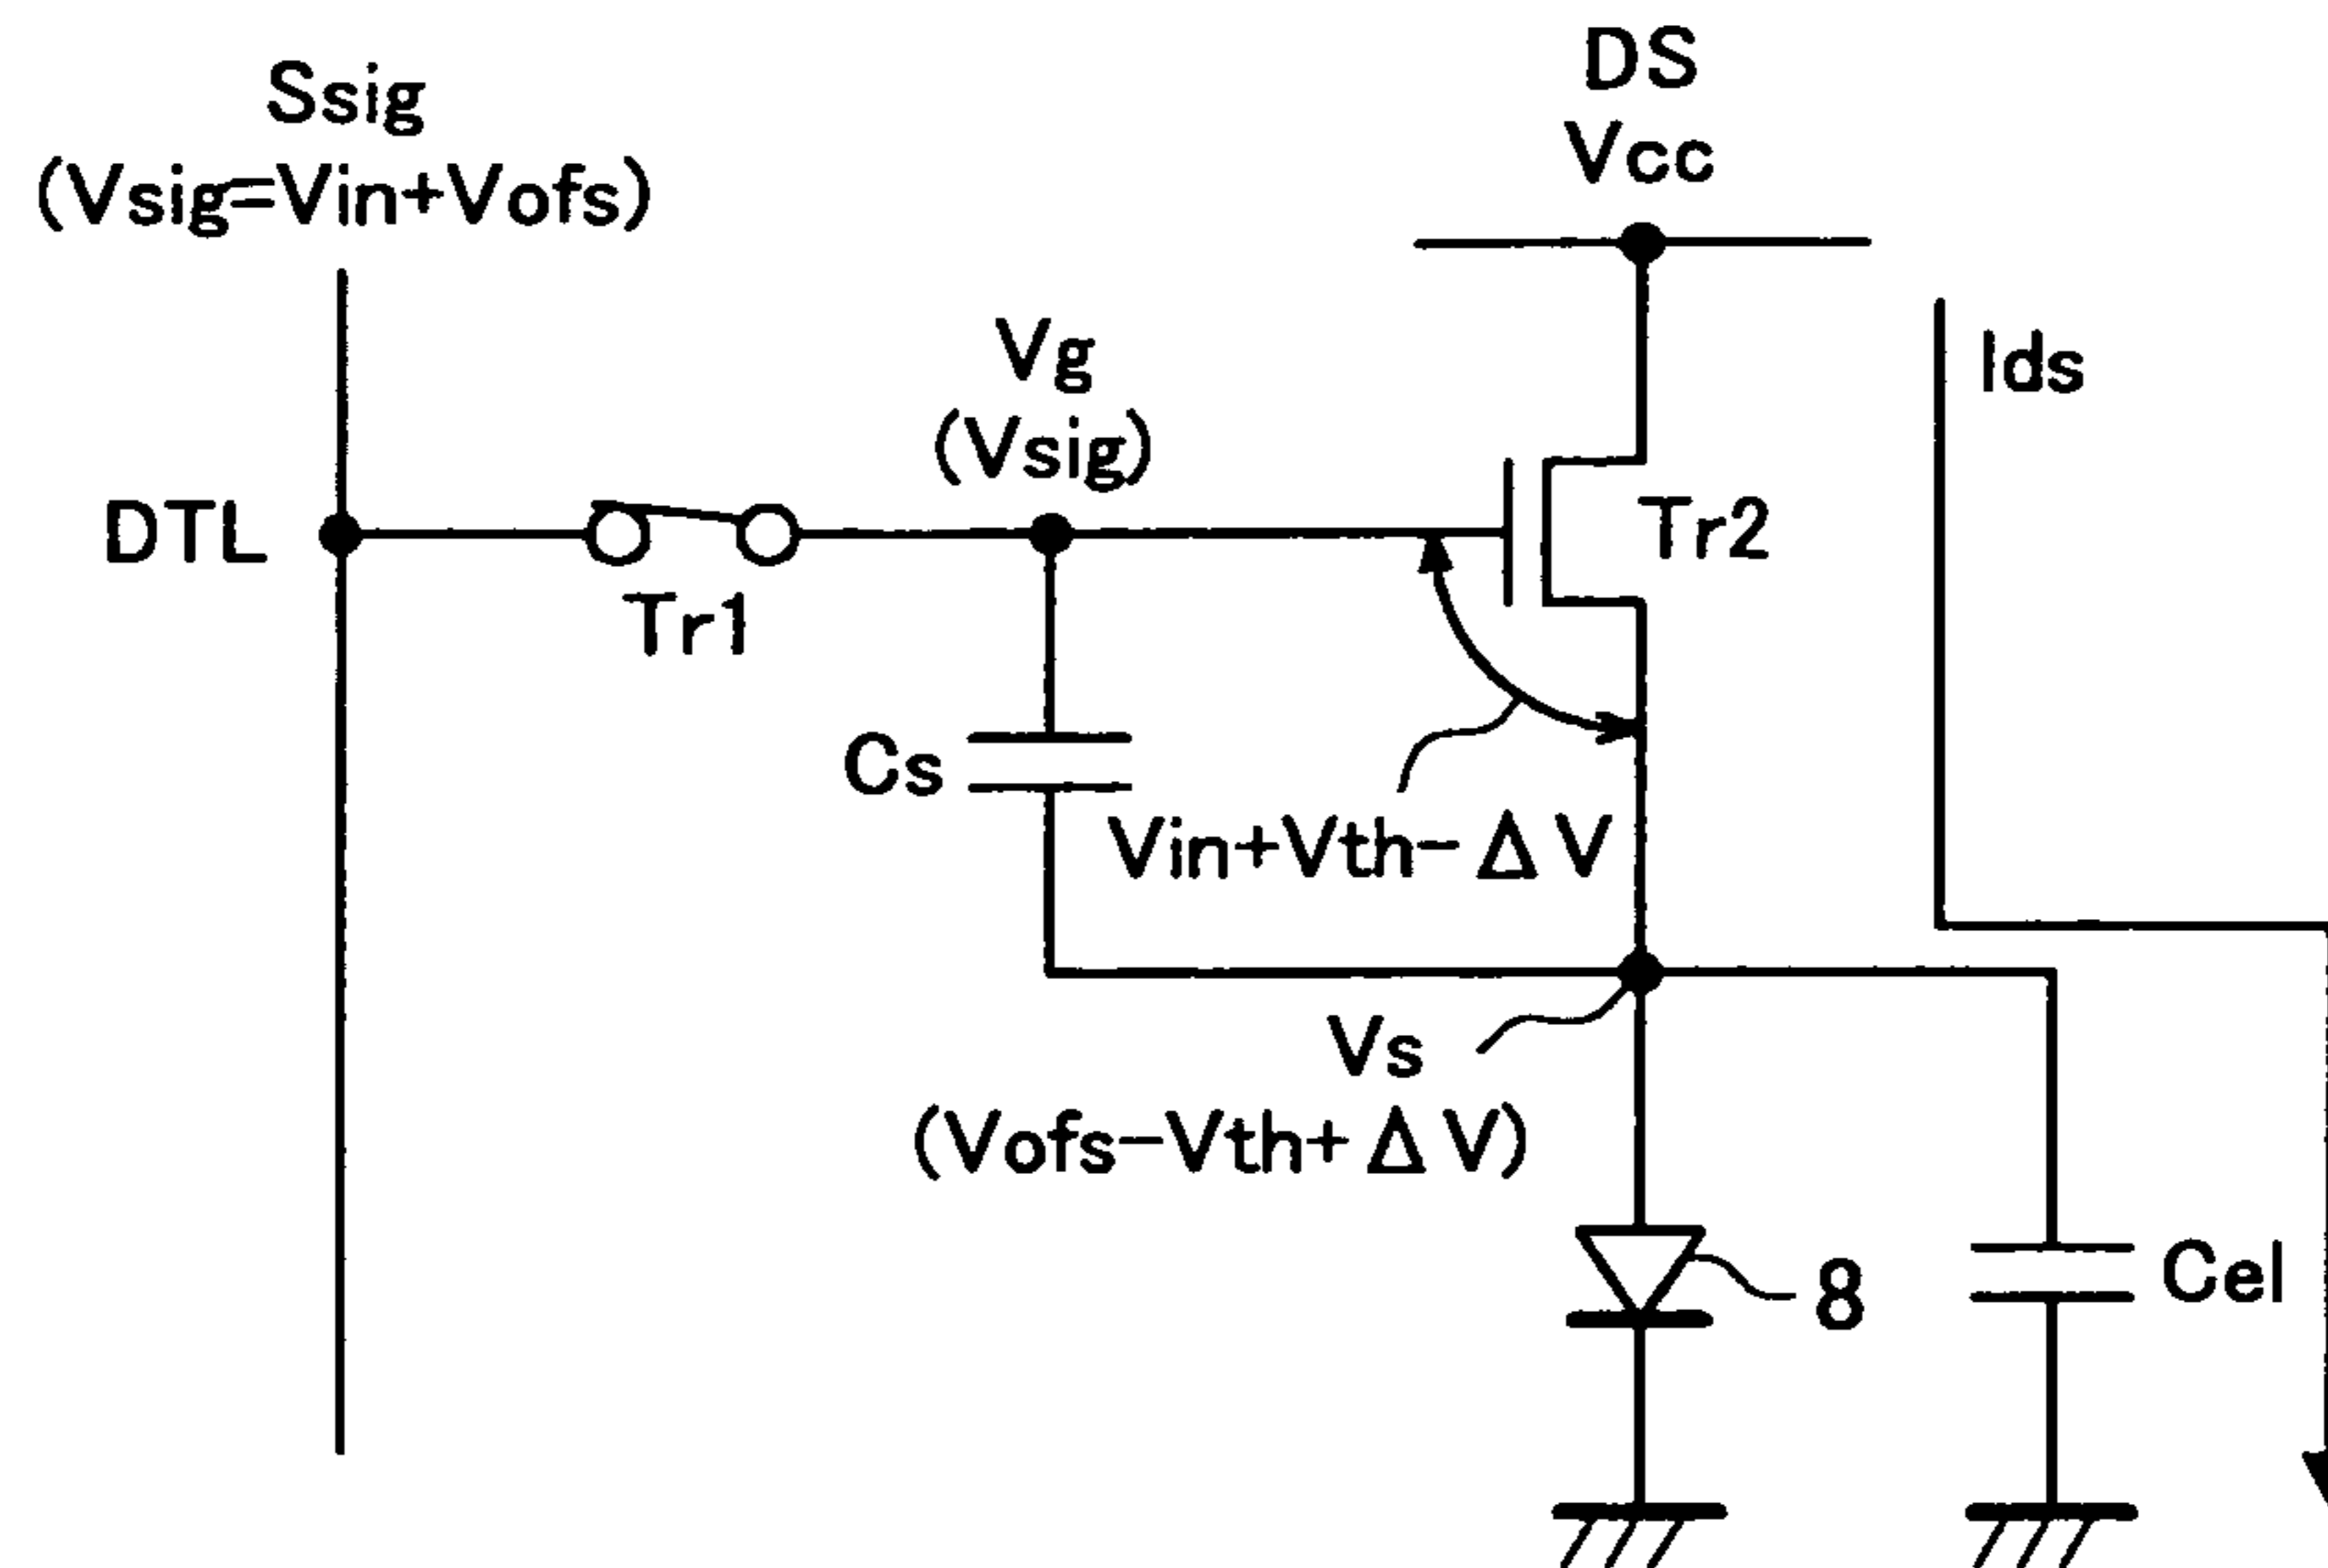 Ssig
(Vsig=Vin+Vofs)
DS
Vcc
Vg
(Vsig)
Ids
DTL
Tr1
Tr2
Cs
Vin+Vth-ΔV
Vs
(Vofs-Vth+ΔV)
8
Cel